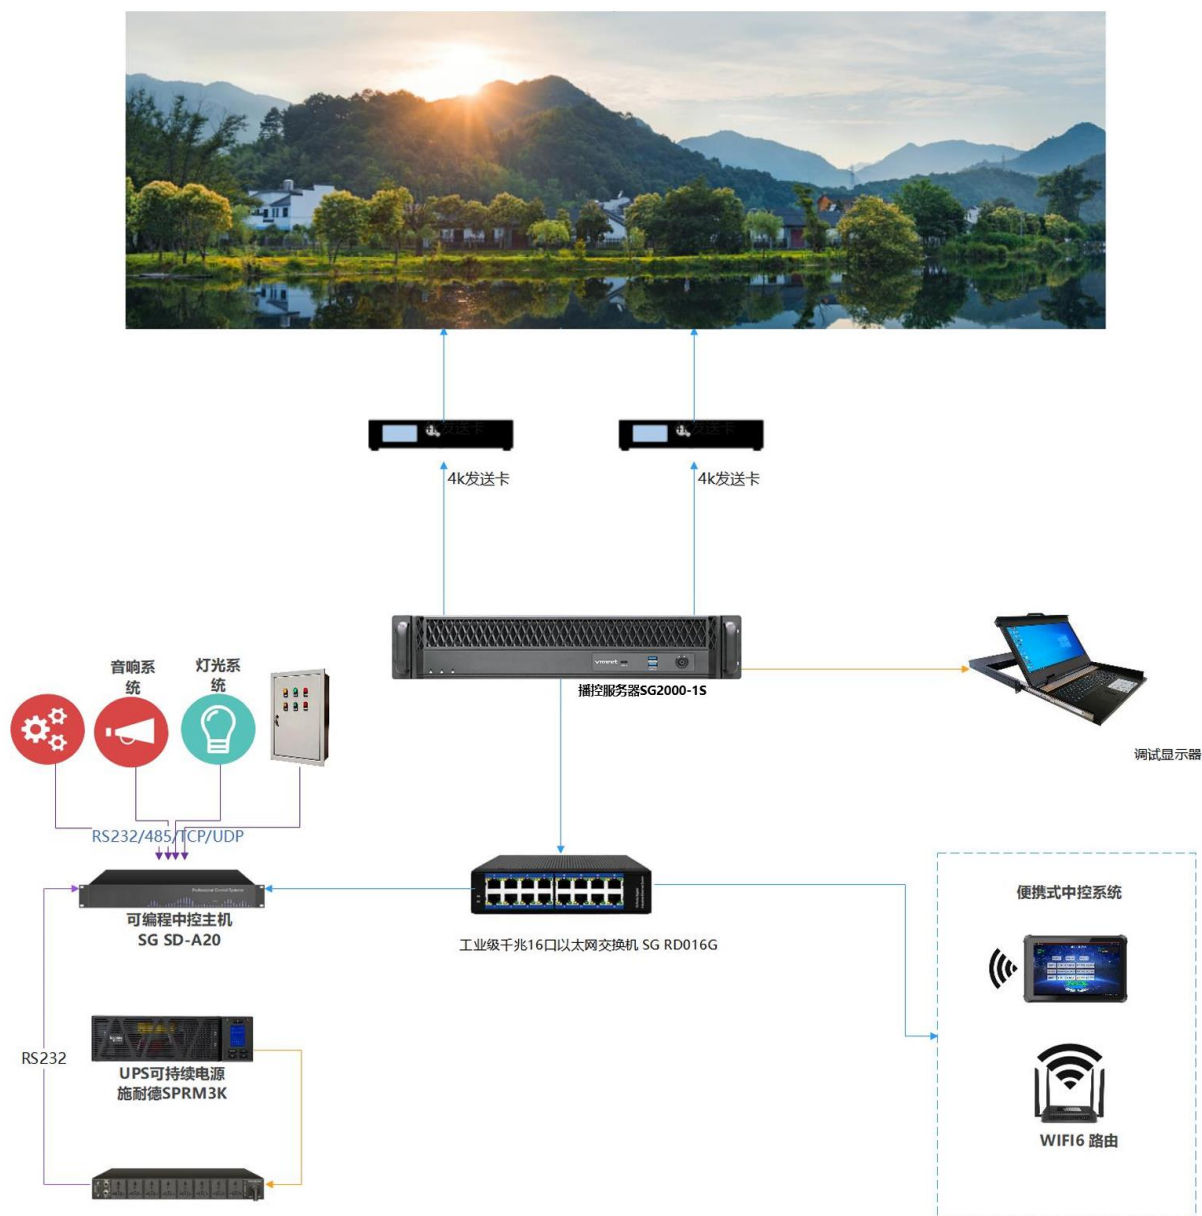 4k发送卡
4k发送卡
vmnet
播控服务器SG2000-1S
音响系
统
灯光系
统
调试显示器
RS232/485/TCP/UDP
Professional Control Systems
可编程中控主机
SG SD-A20
工业级千兆16口以太网交换机 SG RD016G
便携式中控系统
RS232
UPS可持续电源
施耐德SPRM3K
WIFI6 路由